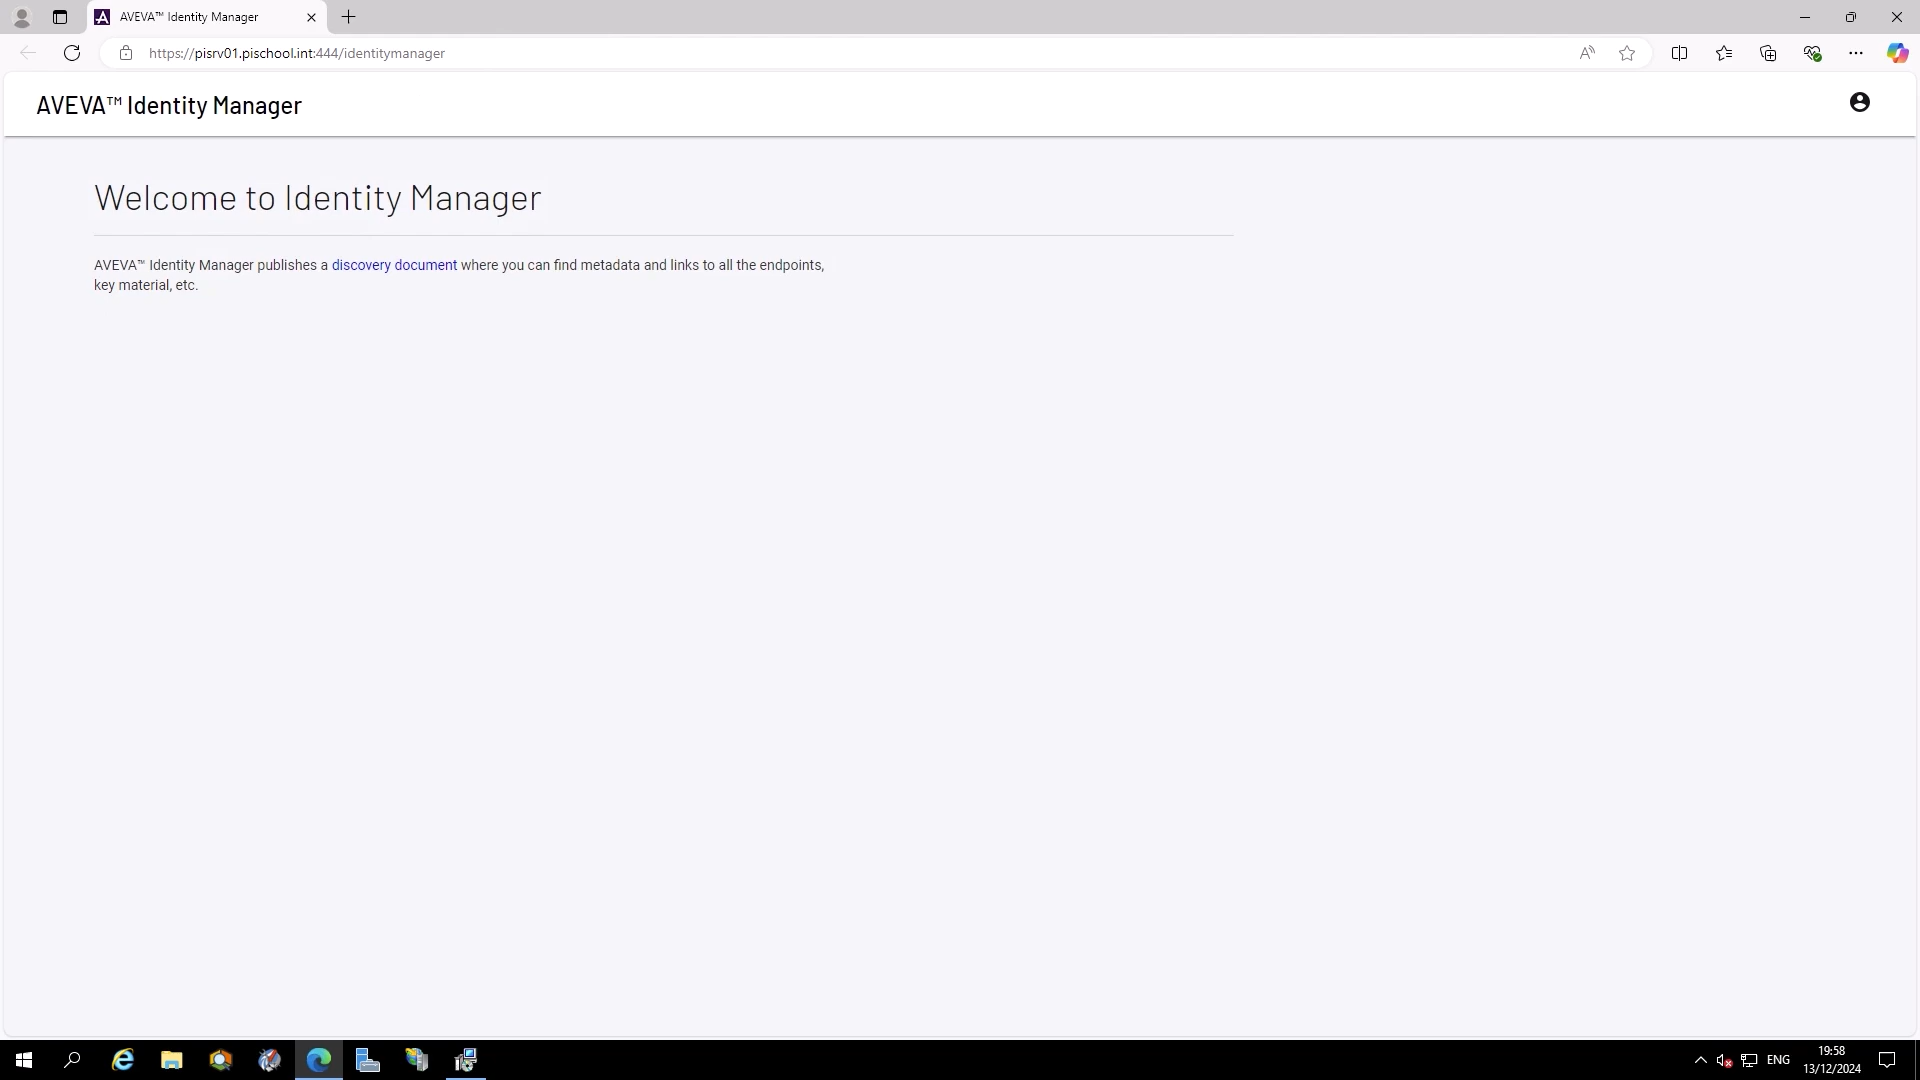 AVEVA™ Identity Manager
https://pisrv01.pischool.int:444/identitymanager
AVEVA™ Identity Manager
Welcome to Identity Manager
AVEVA™ Identity Manager publishes a discovery document where you can find metadata and links to all the endpoints,
key material, etc.
ENG
19:58
13/12/2024